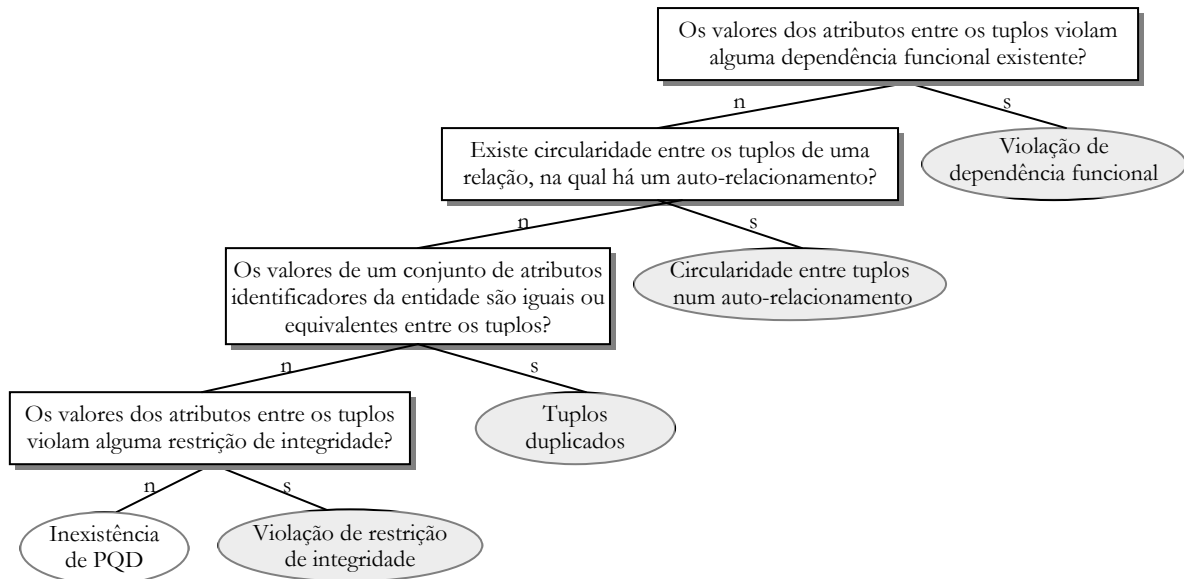 Os valores dos atributos entre os tuplos violam
alguma dependência funcional existente?
n
s
Existe circularidade entre os tuplos de uma
relação, na qual há um auto-relacionamento?
Violação de
dependência funcional
n
s
Os valores de um conjunto de atributos
identificadores da entidade são iguais ou
equivalentes entre os tuplos?
Circularidade entre tuplos
num auto-relacionamento
n
s
Os valores dos atributos entre os tuplos
violam alguma restrição de integridade?
Tuplos
duplicados
n
s
Inexistência
de PQD
Violação de restrição
de integridade